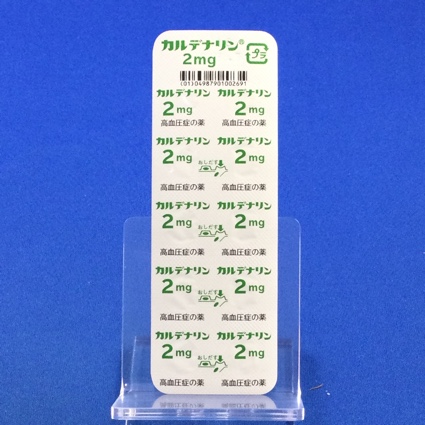 カルデナリン®
2mg
プラ
(01)04987901002691
カルデナリン カルデナリン
2mg 2mg
高血圧症の薬 高血圧症の薬
カルデナリン カルデナリン
2mg おしだす 2mg
高血圧症の薬 高血圧症の薬
カルデナリン カルデナリン
2mg おしだす 2mg
高血圧症の薬 高血圧症の薬
カルデナリン カルデナリン
2mg おしだす 2mg
高血圧症の薬 高血圧症の薬
カルデナリン カルデナリン
2mg おしだす 2mg
高血圧症の薬 高血圧症の薬